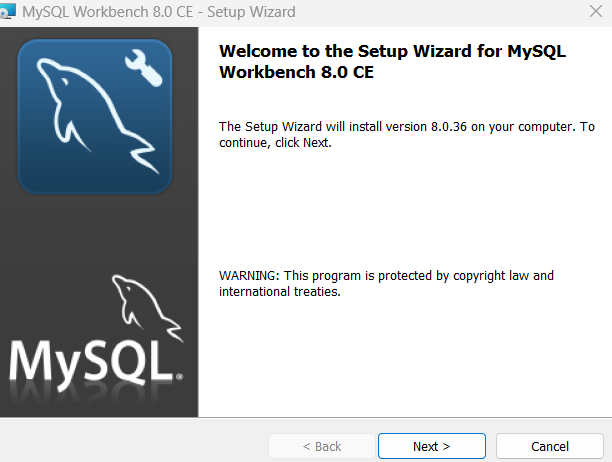 MySQL Workbench 8.0 CE - Setup Wizard
Welcome to the Setup Wizard for MySQL
Workbench 8.0 CE
The Setup Wizard will install version 8.0.36 on your computer. To
continue, click Next.
WARNING: This program is protected by copyright law and
international treaties.
MySQL®
< Back
Next >
Cancel